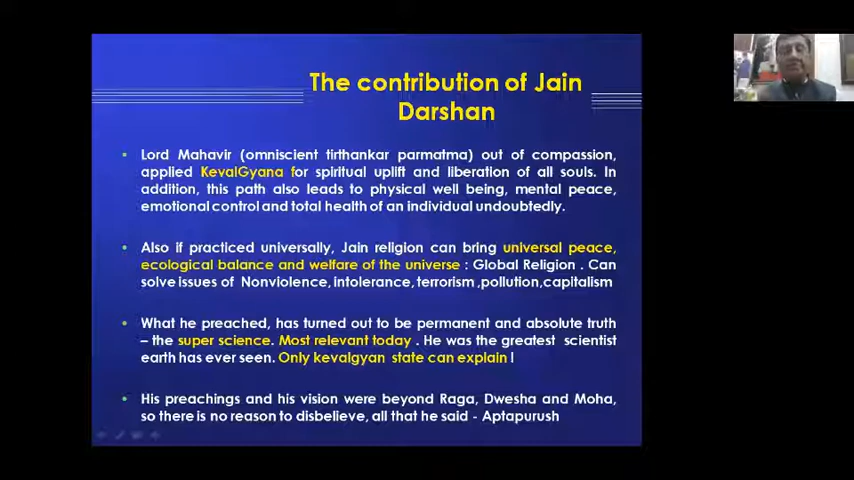 The contribution of Jain
Darshan
Lord Mahavir (omniscient tirthankar parmatma) out of compassion,
applied KevalGyana for spiritual uplift and liberation of all souls. In
addition, this path also leads to physical well being, mental peace,
emotional control and total health of an individual undoubtedly.
Also if practiced universally, Jain religion can bring universal peace,
ecological balance and welfare of the universe : Global Religion . Can
solve issues of Nonviolence, intolerance, terrorism ,pollution,capitalism
What he preached, has turned out to be permanent and absolute truth
– the super science. Most relevant today . He was the greatest scientist
earth has ever seen. Only kevalgyan state can explain !
His preachings and his vision were beyond Raga, Dwesha and Moha,
so there is no reason to disbelieve, all that he said - Aptapurush